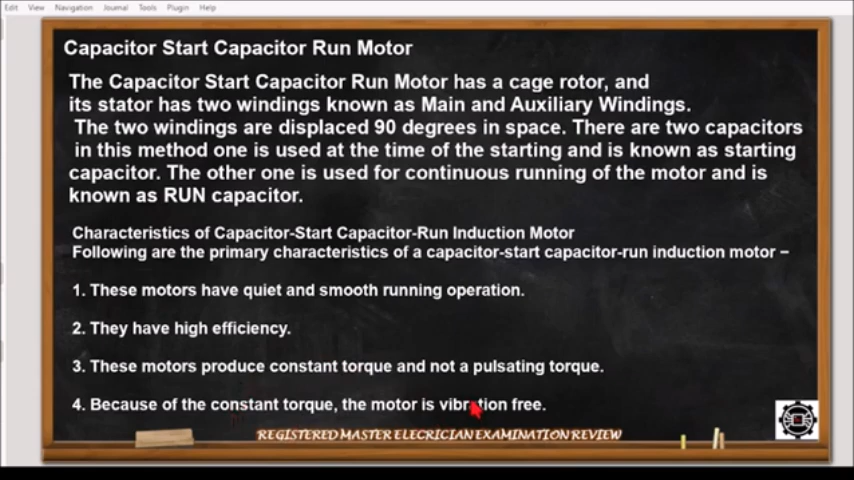 Edit View Navigation Journal Tools Plugin Help
Capacitor Start Capacitor Run Motor
The Capacitor Start Capacitor Run Motor has a cage rotor, and
its stator has two windings known as Main and Auxiliary Windings.
The two windings are displaced 90 degrees in space. There are two capacitors
in this method one is used at the time of the starting and is known as starting
capacitor. The other one is used for continuous running of the motor and is
known as RUN capacitor.
Characteristics of Capacitor-Start Capacitor-Run Induction Motor
Following are the primary characteristics of a capacitor-start capacitor-run induction motor –
1. These motors have quiet and smooth running operation.
2. They have high efficiency.
3. These motors produce constant torque and not a pulsating torque.
4. Because of the constant torque, the motor is vibration free.
REGISTERED MASTER ELECRICIAN EXAMINATION REVIEW